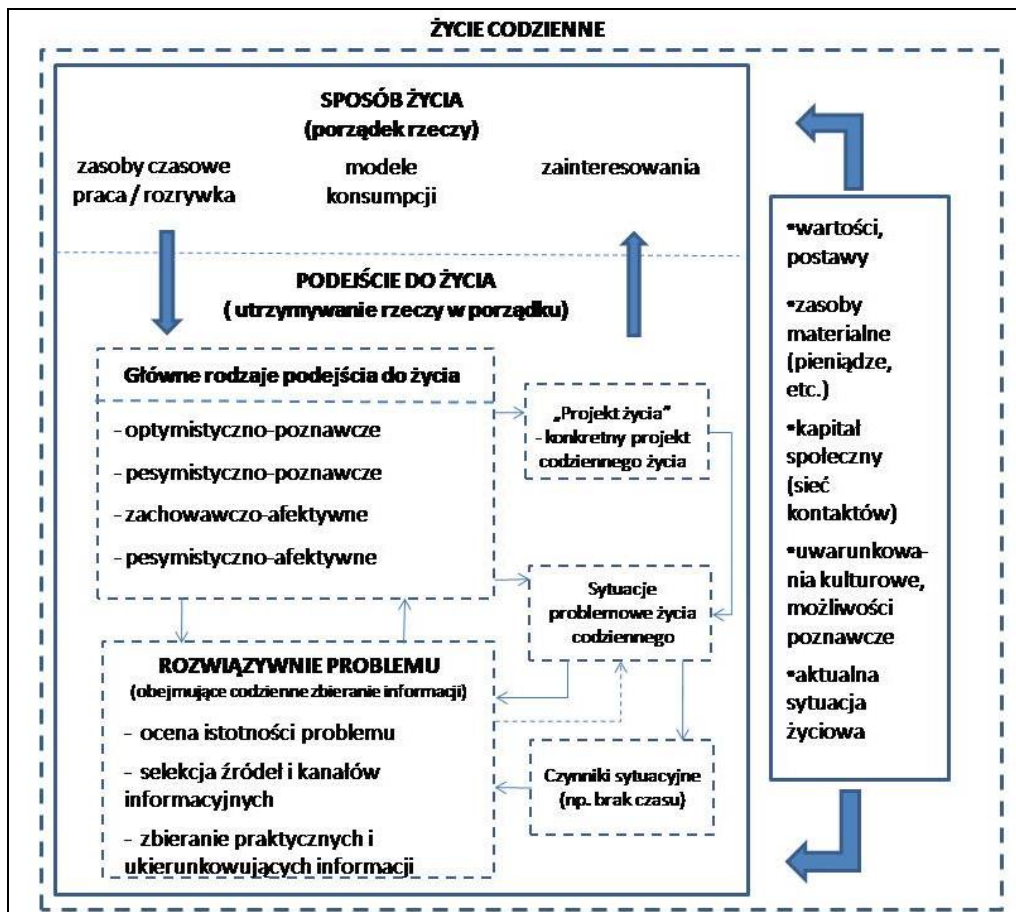 ŻYCIE CODZIENNE
SPOSÓB ŻYCIA
(porządek rzeczy)
zasoby czasowe
praca / rozrywka
modele
konsumpcji
zainteresowania
PODEJŚCIE DO ŻYCIA
( utrzymywanie rzeczy w porządku)
Główne rodzaje podejścia do życia
- optymistyczno-poznawcze
- pesymistyczno-poznawcze
- zachowawczo-afektywne
- pesymistyczno-afektywne
„Projekt życia”
- konkretny projekt
codziennego życia
Sytuacje
problemowe życia
codziennego
ROZWIĄZYWNIE PROBLEMU
(obejmujące codzienne zbieranie informacji)
- ocena istotności problemu
- selekcja źródeł i kanałów
informacyjnych
- zbieranie praktycznych i
ukierunkowujących informacji
Czynniki sytuacyjne
(np. brak czasu)
▪wartości,
postawy
▪zasoby
materialne
(pieniądze,
etc.)
▪kapitał
społeczny
(sieć
kontaktów)
▪uwarunkowa-
nia kulturowe,
możliwości
poznawcze
▪aktualna
sytuacja
życiowa